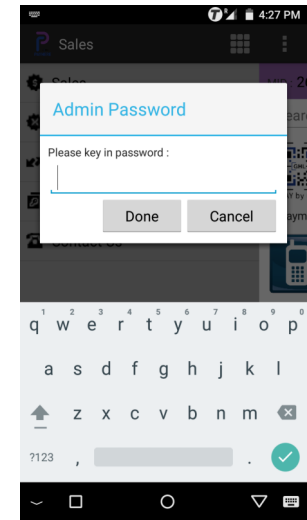 4:27 PM
Sales
Sales
Admin Password
Please key in password :
Done
Cancel
Contact Us
1 2 3 4 5 6 7 8 9 0
q w e r t y u i o p
a s d f g h j k l
z x c v b n m
?123 , .